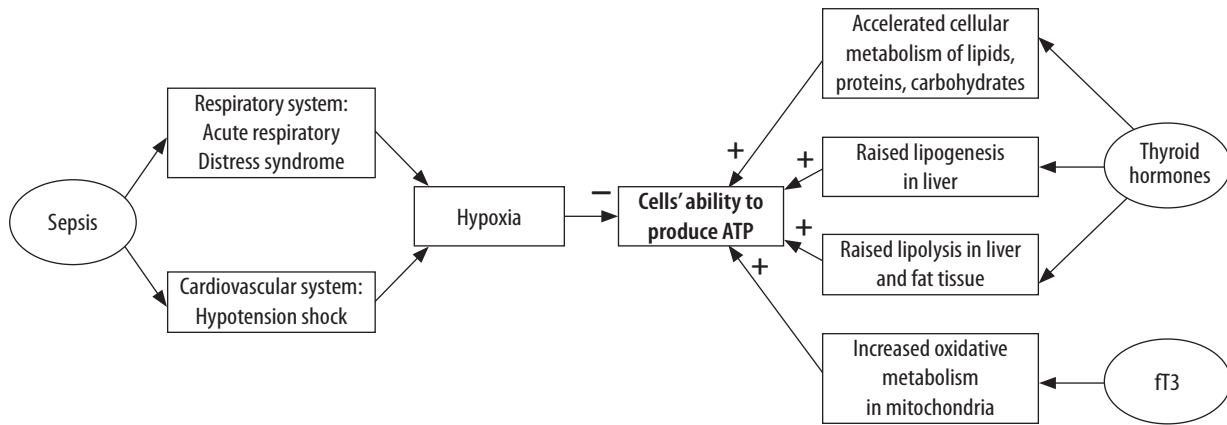 Sepsis
Respiratory system:
Acute respiratory
Distress syndrome
Cardiovascular system:
Hypotension shock
Hypoxia
−
Cells’ ability to
produce ATP
+
+
+
+
Accelerated cellular
metabolism of lipids,
proteins, carbohydrates
Raised lipogenesis
in liver
Raised lipolysis in liver
and fat tissue
Increased oxidative
metabolism
in mitochondria
Thyroid
hormones
fT3